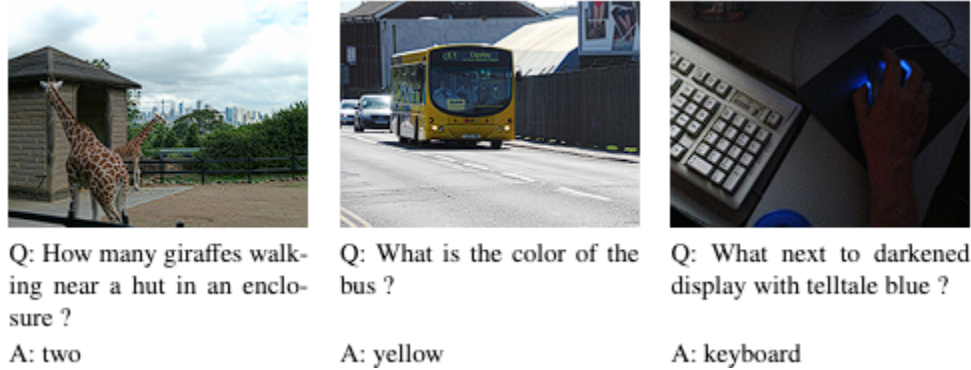 Q: How many giraffes walk-
ing near a hut in an enclo-
sure ?
A: two
Q: What is the color of the
bus ?
A: yellow
Q: What next to darkened
display with telltale blue ?
A: keyboard